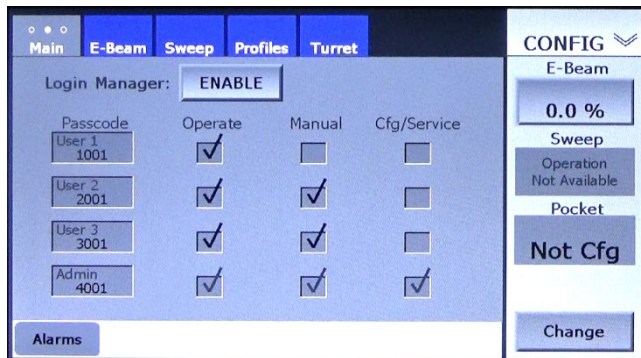 Main E-Beam Sweep Profiles Turret
CONFIG
Login Manager: ENABLE
E-Beam
0.0 %
Passcode Operate Manual Cfg/Service
User 1
1001
User 2
2001
User 3
3001
Admin
4001
Sweep
Operation
Not Available
Pocket
Not Cfg
Change
Alarms